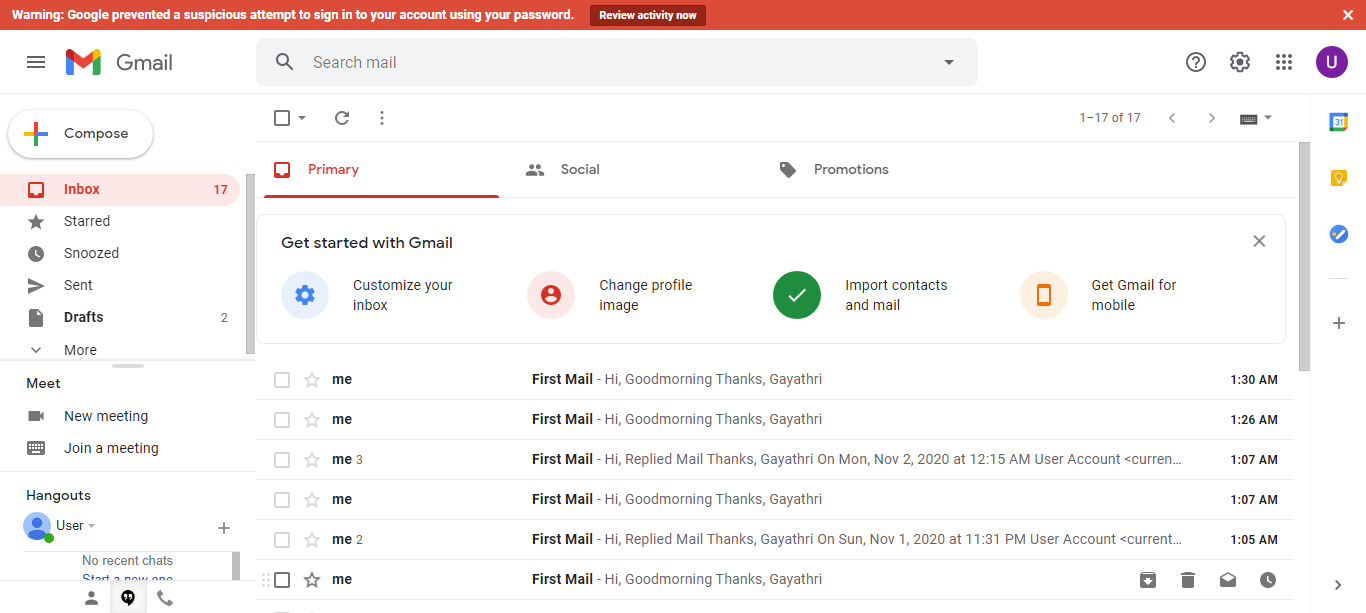 Warning: Google prevented a suspicious attempt to sign in to your account using your password. Review activity now
Gmail
Search mail
U
Compose
1–17 of 17
31
Inbox 17
Starred
Snoozed
Sent
Drafts 2
More
Meet
New meeting
Join a meeting
Hangouts
User
No recent chats
Start a new one
Primary
Social
Promotions
Get started with Gmail
Customize your
inbox
Change profile
image
Import contacts
and mail
Get Gmail for
mobile
me First Mail - Hi, Goodmorning Thanks, Gayathri 1:30 AM
me First Mail - Hi, Goodmorning Thanks, Gayathri 1:26 AM
me 3 First Mail - Hi, Replied Mail Thanks, Gayathri On Mon, Nov 2, 2020 at 12:15 AM User Account <curren… 1:07 AM
me First Mail - Hi, Goodmorning Thanks, Gayathri 1:07 AM
me 2 First Mail - Hi, Replied Mail Thanks, Gayathri On Sun, Nov 1, 2020 at 11:31 PM User Account <current… 1:05 AM
me First Mail - Hi, Goodmorning Thanks, Gayathri